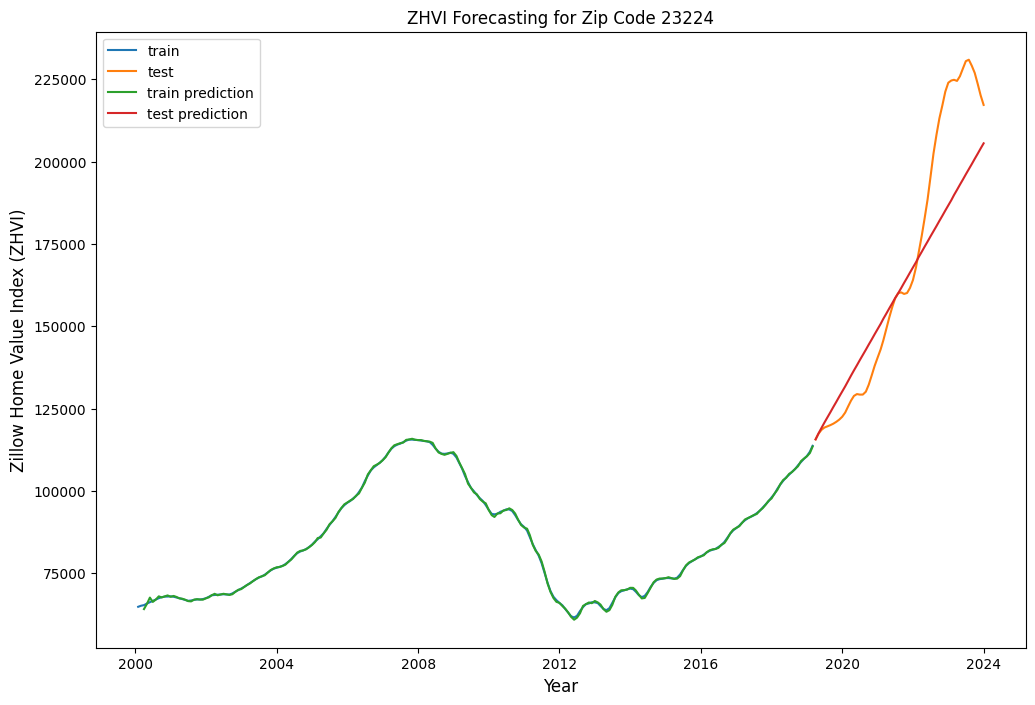 ZHVI Forecasting for Zip Code 23224
train
test
train prediction
test prediction
225000
200000
175000
150000
125000
100000
75000
Zillow Home Value Index (ZHVI)
2000 2004 2008 2012 2016 2020 2024
Year